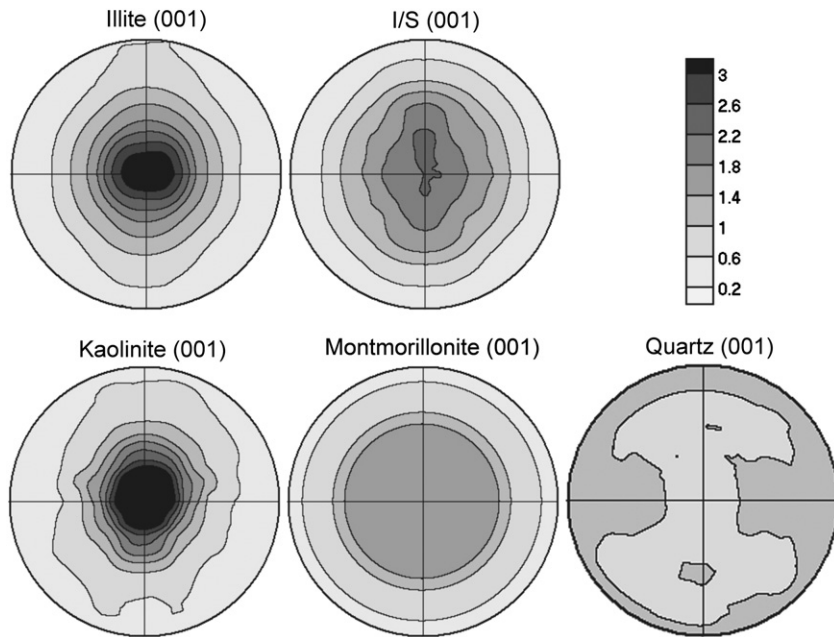 Illite (001)
I/S (001)
3
2.6
2.2
1.8
1.4
1
0.6
0.2
Kaolinite (001)
Montmorillonite (001)
Quartz (001)